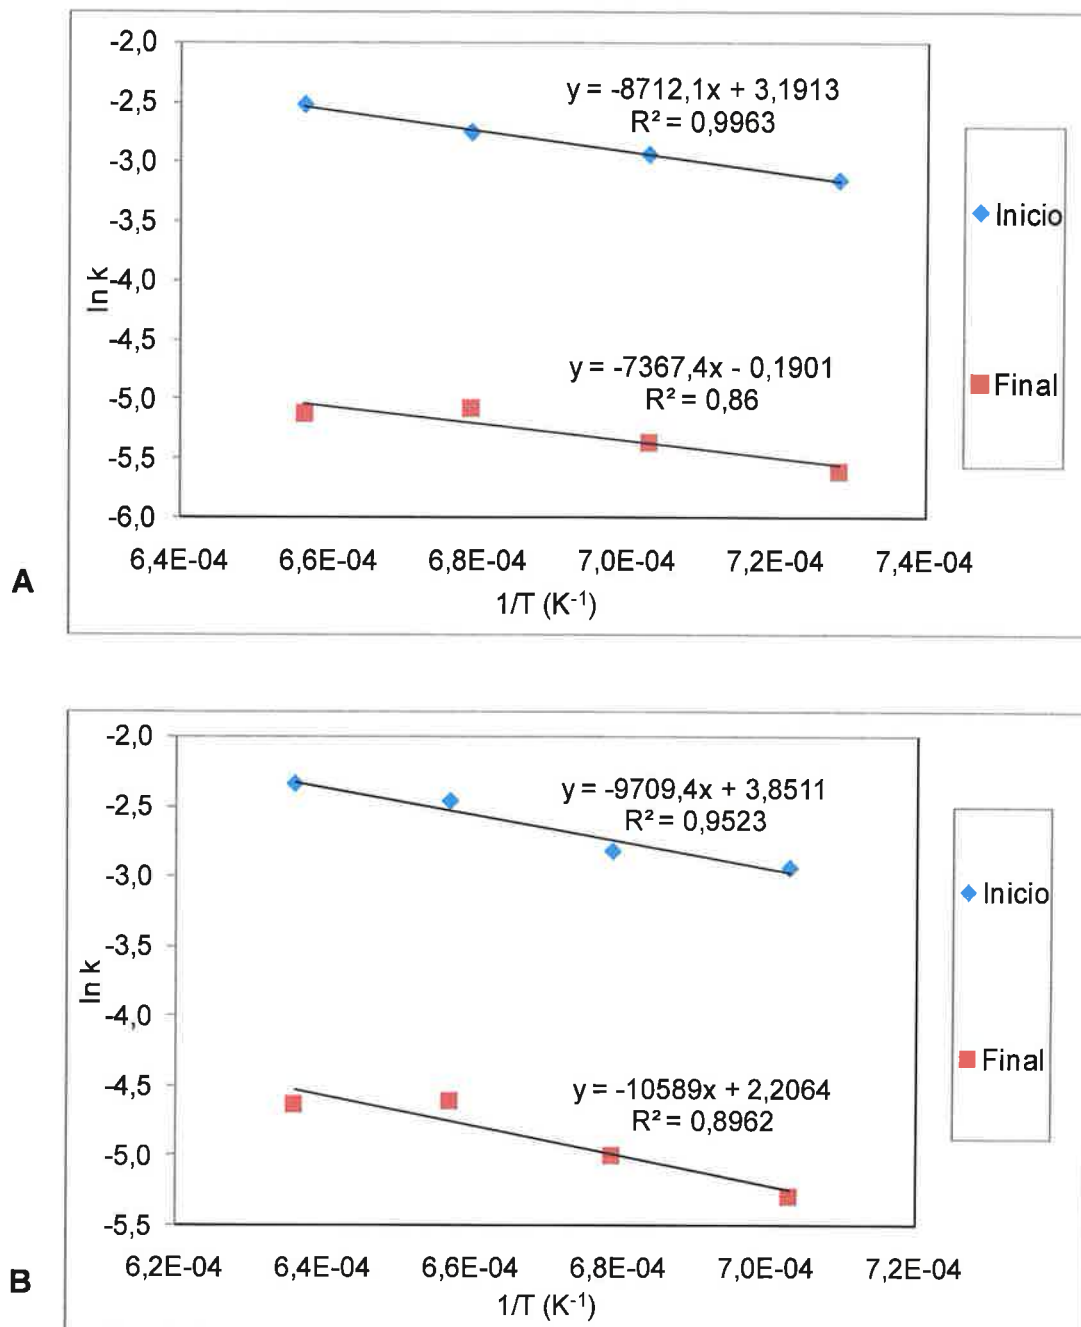 -2,0
-2,5
-3,0
-3,5
-4,0
-4,5
-5,0
-5,5
-6,0
ln k
y = -8712,1x + 3,1913
R² = 0,9963
y = -7367,4x - 0,1901
R² = 0,86
Inicio
Final
6,4E-04 6,6E-04 6,8E-04 7,0E-04 7,2E-04 7,4E-04
1/T (K-1)
A
-2,0
-2,5
-3,0
-3,5
-4,0
-4,5
-5,0
-5,5
ln k
y = -9709,4x + 3,8511
R² = 0,9523
y = -10589x + 2,2064
R² = 0,8962
Inicio
Final
6,2E-04 6,4E-04 6,6E-04 6,8E-04 7,0E-04 7,2E-04
1/T (K-1)
B